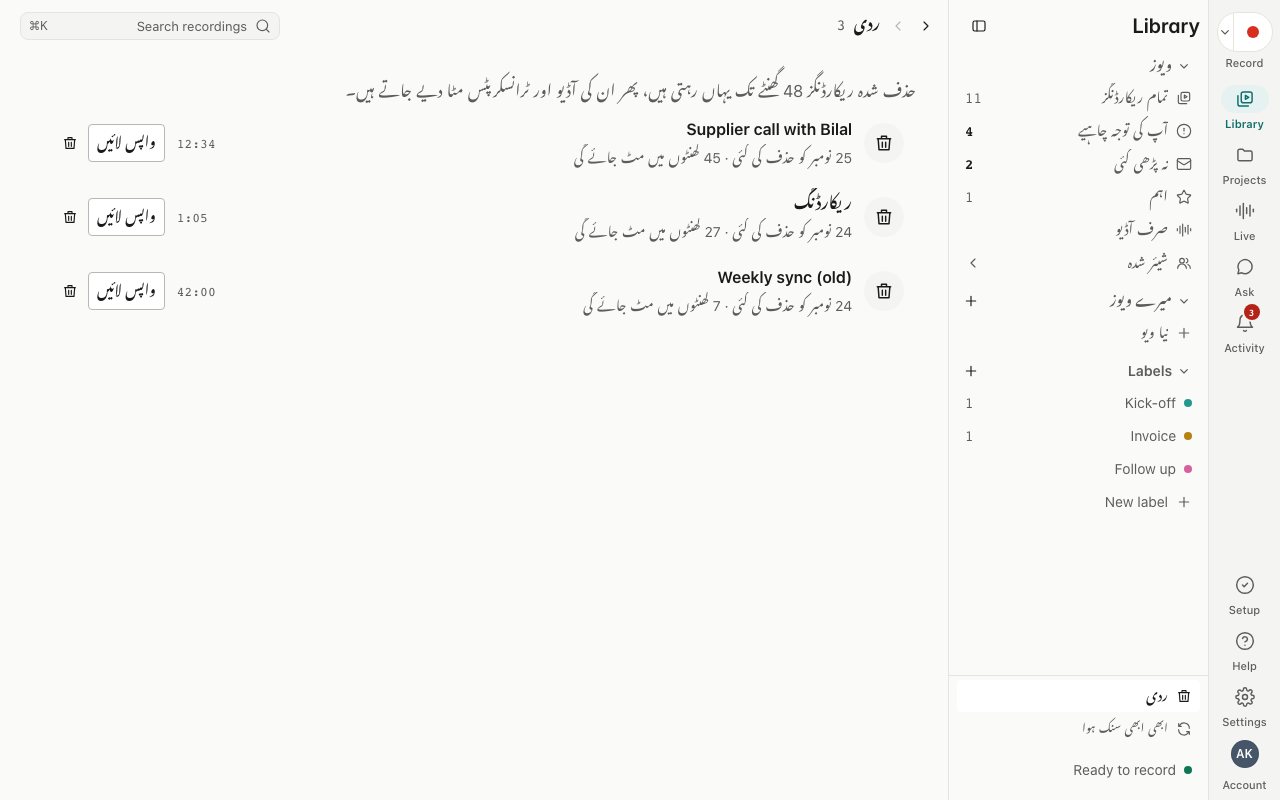 Record
Library
Projects
Live
Ask
3
Activity
Setup
Help
Settings
AK
Account
Library
ویوز
تمام ریکارڈنگز 11
آپ کی توجہ چاہیے 4
نہ پڑھی گئی 2
اہم 1
صرف آڈیو
شیئر شدہ
میرے ویوز
نیا ویو
Labels
Kick-off 1
Invoice 1
Follow up
New label
ردی
ابھی ابھی سنک ہوا
Ready to record
ردی 3
Search recordings ⌘K
حذف شدہ ریکارڈنگز 48 گھنٹے تک یہاں رہتی ہیں، پھر ان کی آڈیو اور ٹرانسکرپٹس مٹا دیے جاتے ہیں۔
Supplier call with Bilal
25 نومبر کو حذف کی گئی · 45 گھنٹوں میں مٹ جائے گی
12:34 واپس لائیں
ریکارڈنگ
24 نومبر کو حذف کی گئی · 27 گھنٹوں میں مٹ جائے گی
1:05 واپس لائیں
Weekly sync (old)
24 نومبر کو حذف کی گئی · 7 گھنٹوں میں مٹ جائے گی
42:00 واپس لائیں